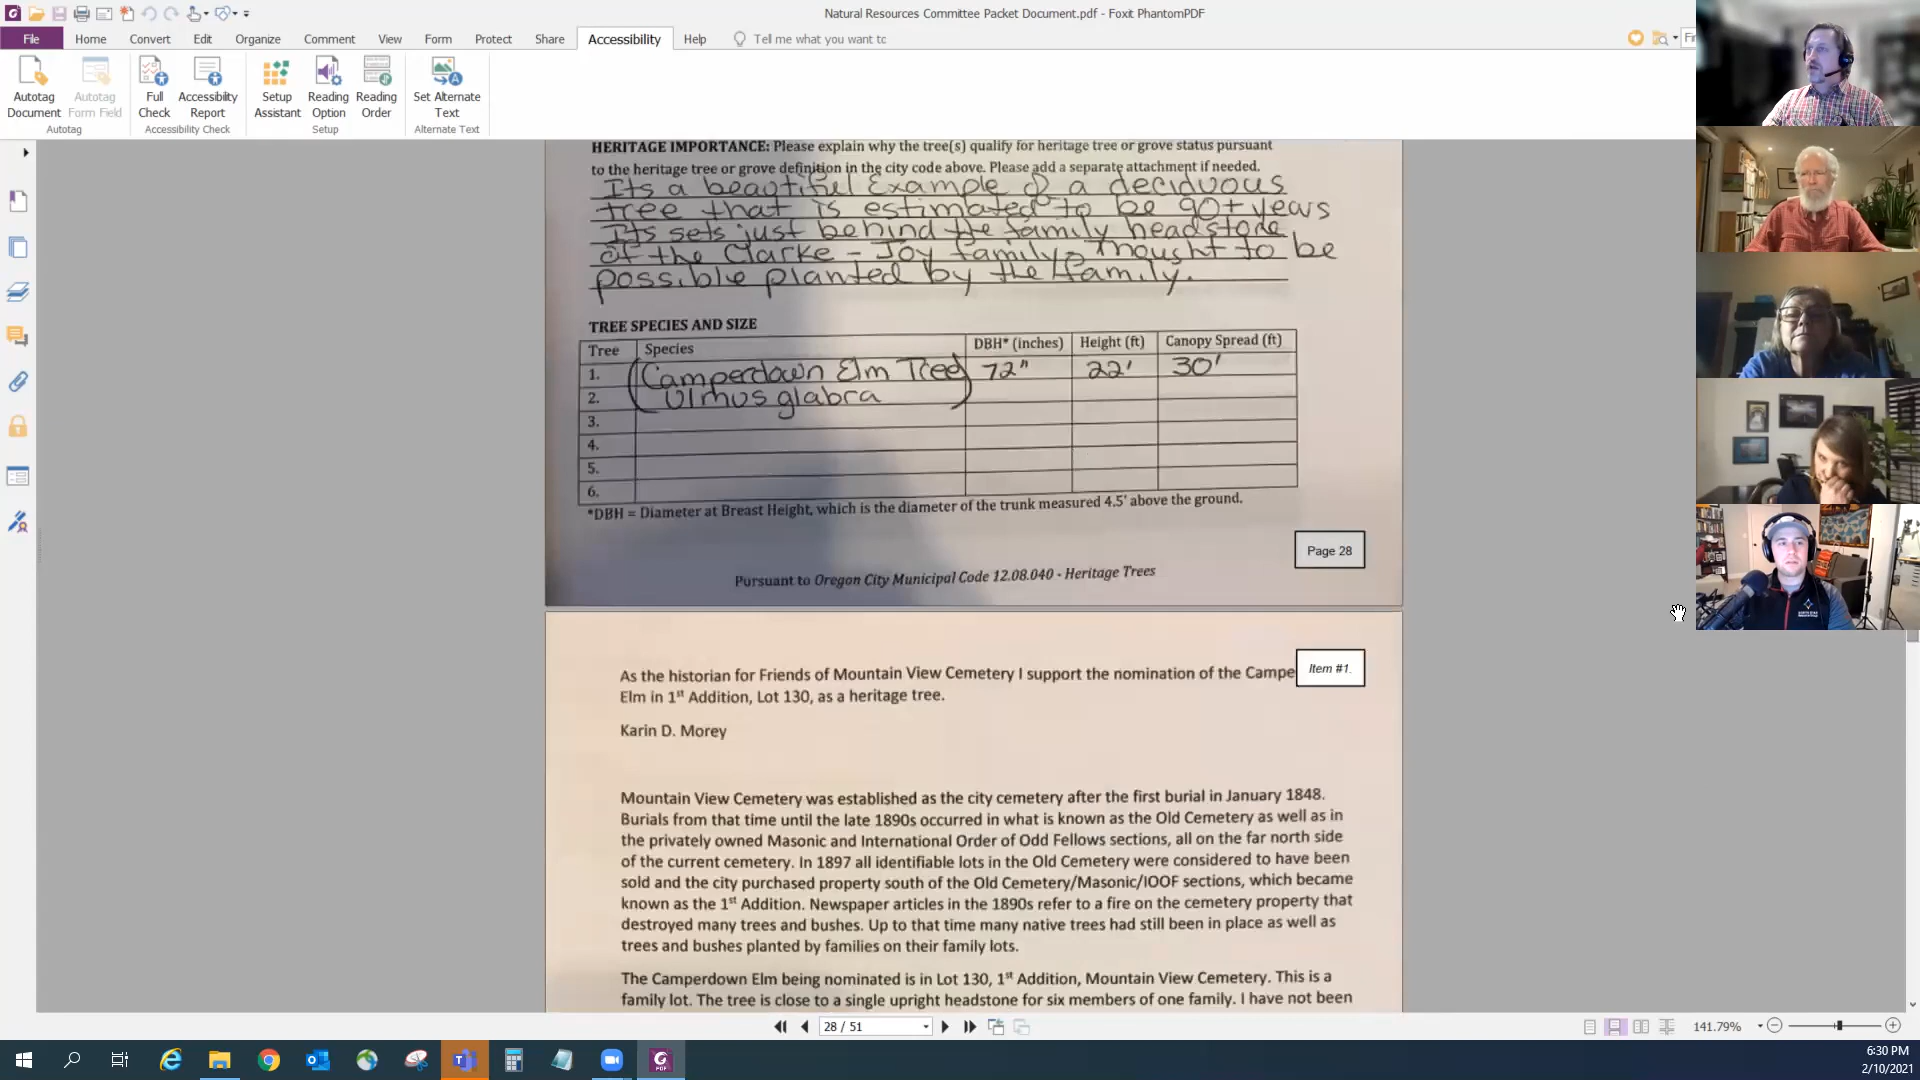 Natural Resources Committee Packet Document.pdf - Foxit PhantomPDF
File Home Convert Edit Organize Comment View Form Protect Share Accessibility Help Tell me what you want tc
Autotag Document
Autotag Form Field
Full Check
Accessibility Report
Setup Assistant
Reading Option
Reading Order
Set Alternate Text
Autotag
Accessibility Check
Setup
Alternate Text
HERITAGE IMPORTANCE: Please explain why the tree(s) qualify for heritage tree or grove status pursuant
to the heritage tree or grove definition in the city code above. Please add a separate attachment if needed.
Its a beautiful Example of a deciduous
tree that is estimated to be 90+ years
Its sets just behind the family headstone
of the Clarke - Joy family, thought to be
possible planted by the family.
TREE SPECIES AND SIZE
Tree Species DBH* (inches) Height (ft) Canopy Spread (ft)
1. (Camperdown Elm Tree) 72" 22' 30'
2. Ulmus glabra
3.
4.
5.
6.
*DBH = Diameter at Breast Height, which is the diameter of the trunk measured 4.5' above the ground.
Page 28
Pursuant to Oregon City Municipal Code 12.08.040 - Heritage Trees
Item #1.
As the historian for Friends of Mountain View Cemetery I support the nomination of the Campe
Elm in 1st Addition, Lot 130, as a heritage tree.
Karin D. Morey
Mountain View Cemetery was established as the city cemetery after the first burial in January 1848.
Burials from that time until the late 1890s occurred in what is known as the Old Cemetery as well as in
the privately owned Masonic and International Order of Odd Fellows sections, all on the far north side
of the current cemetery. In 1897 all identifiable lots in the Old Cemetery were considered to have been
sold and the city purchased property south of the Old Cemetery/Masonic/IOOF sections, which became
known as the 1st Addition. Newspaper articles in the 1890s refer to a fire on the cemetery property that
destroyed many trees and bushes. Up to that time many native trees had still been in place as well as
trees and bushes planted by families on their family lots.
The Camperdown Elm being nominated is in Lot 130, 1st Addition, Mountain View Cemetery. This is a
family lot. The tree is close to a single upright headstone for six members of one family. I have not been
28 / 51
141.79%
6:30 PM
2/10/2021